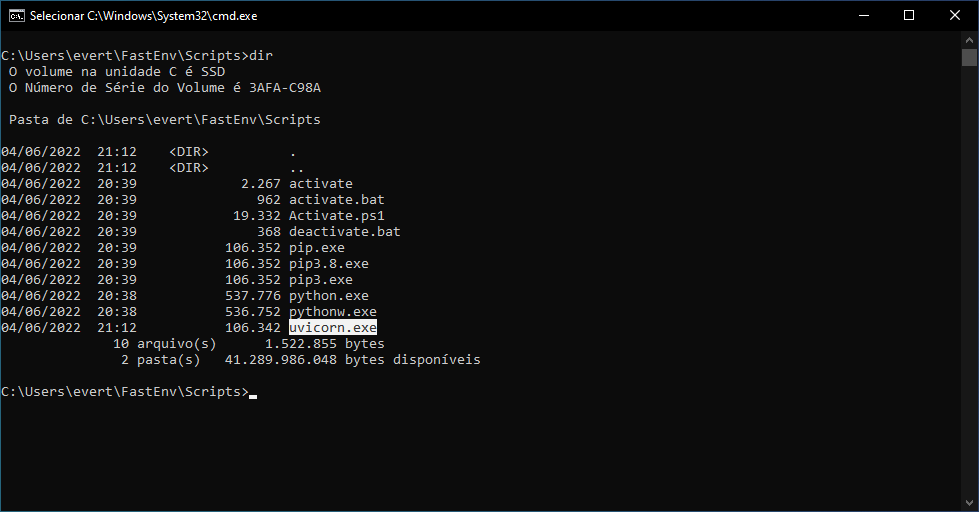 Selecionar C:\Windows\System32\cmd.exe
C:\Users\evert\FastEnv\Scripts>dir
 O volume na unidade C é SSD
 O Número de Série do Volume é 3AFA-C98A
 Pasta de C:\Users\evert\FastEnv\Scripts
04/06/2022  21:12    <DIR>          .
04/06/2022  21:12    <DIR>          ..
04/06/2022  20:39             2.267 activate
04/06/2022  20:39               962 activate.bat
04/06/2022  20:39            19.332 Activate.ps1
04/06/2022  20:39               368 deactivate.bat
04/06/2022  20:39           106.352 pip.exe
04/06/2022  20:39           106.352 pip3.8.exe
04/06/2022  20:39           106.352 pip3.exe
04/06/2022  20:38           537.776 python.exe
04/06/2022  20:38           536.752 pythonw.exe
04/06/2022  21:12           106.342 uvicorn.exe
              10 arquivo(s)      1.522.855 bytes
               2 pasta(s)   41.289.986.048 bytes disponíveis
C:\Users\evert\FastEnv\Scripts>